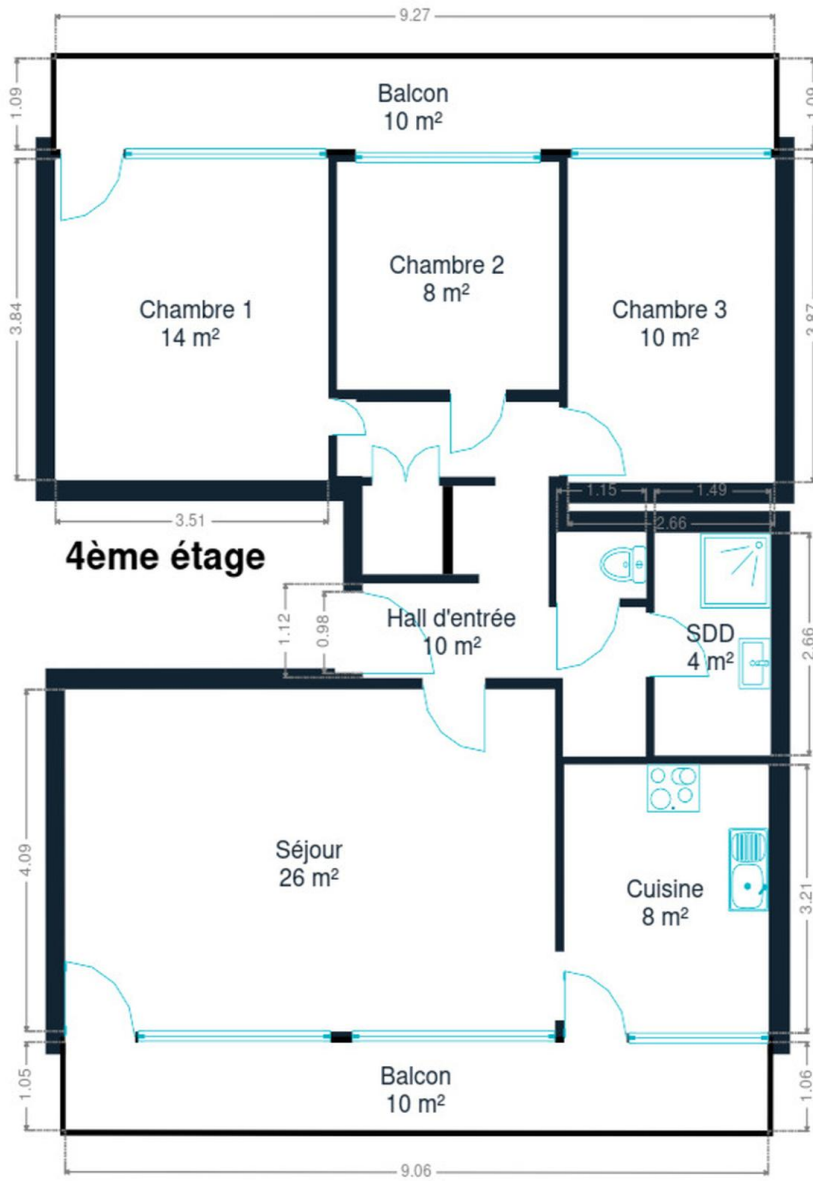 9.27
1.09
1.09
Balcon
10 m²
Chambre 1
14 m²
Chambre 2
8 m²
Chambre 3
10 m²
3.84
3.87
3.51
1.15
1.49
2.66
4ème étage
1.12
0.98
Hall d'entrée
10 m²
SDD
4 m²
2.66
4.09
Séjour
26 m²
Cuisine
8 m²
3.21
1.05
Balcon
10 m²
1.06
9.06